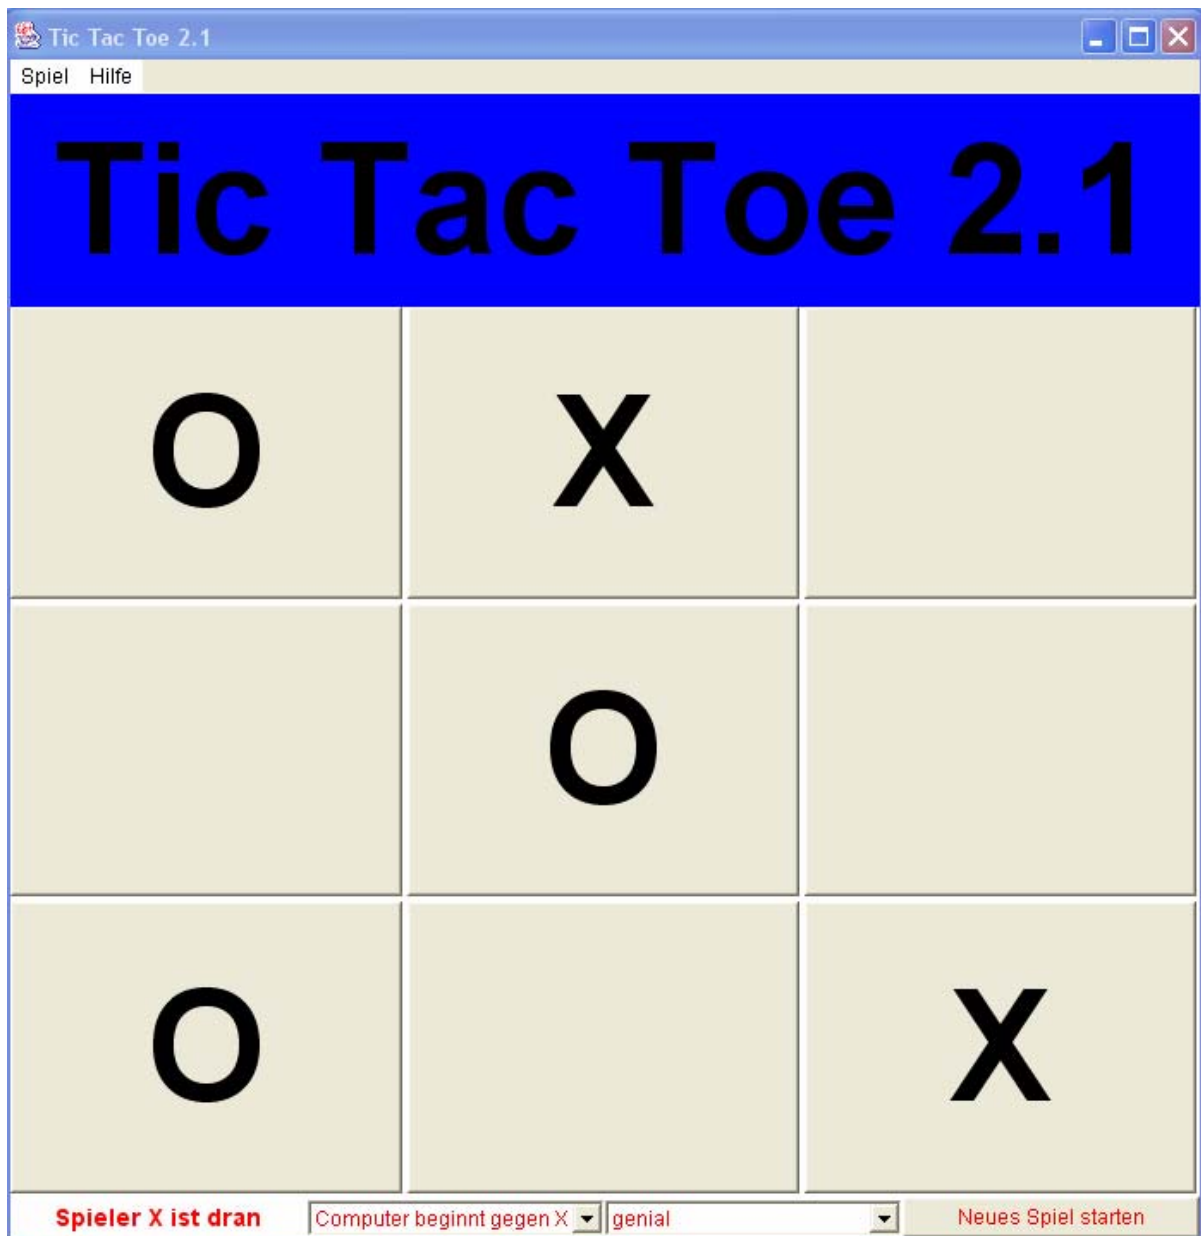 Tic Tac Toe 2.1
Spiel Hilfe
Tic Tac Toe 2.1
O X
O
O X
Spieler X ist dran Computer beginnt gegen X genial Neues Spiel starten